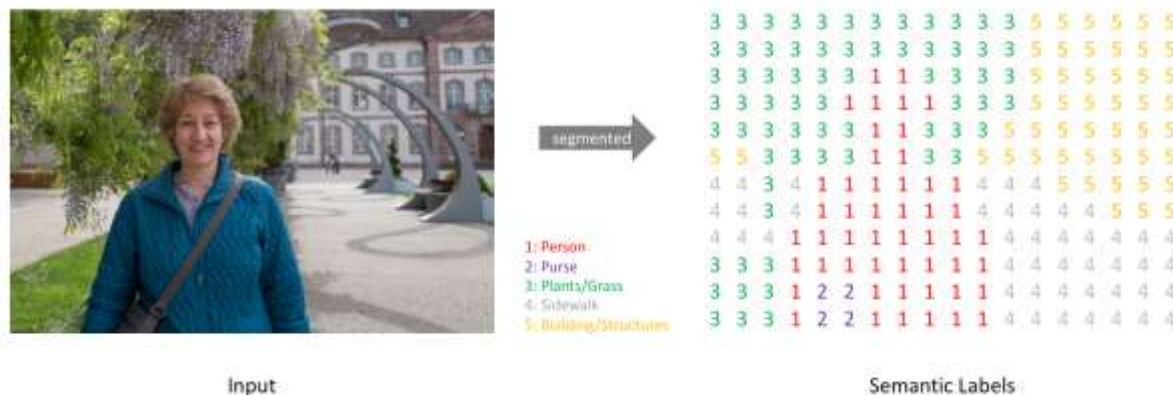 3 3 3 3 3 3 3 3 3 3 3 3 5 5 5 5 5 5
3 3 3 3 3 3 3 3 3 3 3 3 5 5 5 5 5 5
3 3 3 3 3 3 1 1 3 3 3 3 5 5 5 5 5 5
3 3 3 3 3 1 1 1 1 3 3 3 5 5 5 5 5 5
3 3 3 3 3 3 1 1 3 3 3 5 5 5 5 5 5 5
5 5 3 3 3 3 1 1 3 3 5 5 5 5 5 5 5 5
4 4 3 4 1 1 1 1 1 1 4 4 4 5 5 5 5 5
4 4 3 4 1 1 1 1 1 1 4 4 4 4 4 5 5 5
4 4 4 1 1 1 1 1 1 1 1 4 4 4 4 4 4 4
3 3 3 1 1 1 1 1 1 1 1 4 4 4 4 4 4 4
3 3 3 1 2 2 1 1 1 1 1 4 4 4 4 4 4 4
3 3 3 1 2 2 1 1 1 1 1 4 4 4 4 4 4 4
segmented
1: Person
2: Purse
3: Plants/Grass
4: Sidewalk
5: Building/Structures
Input
Semantic Labels